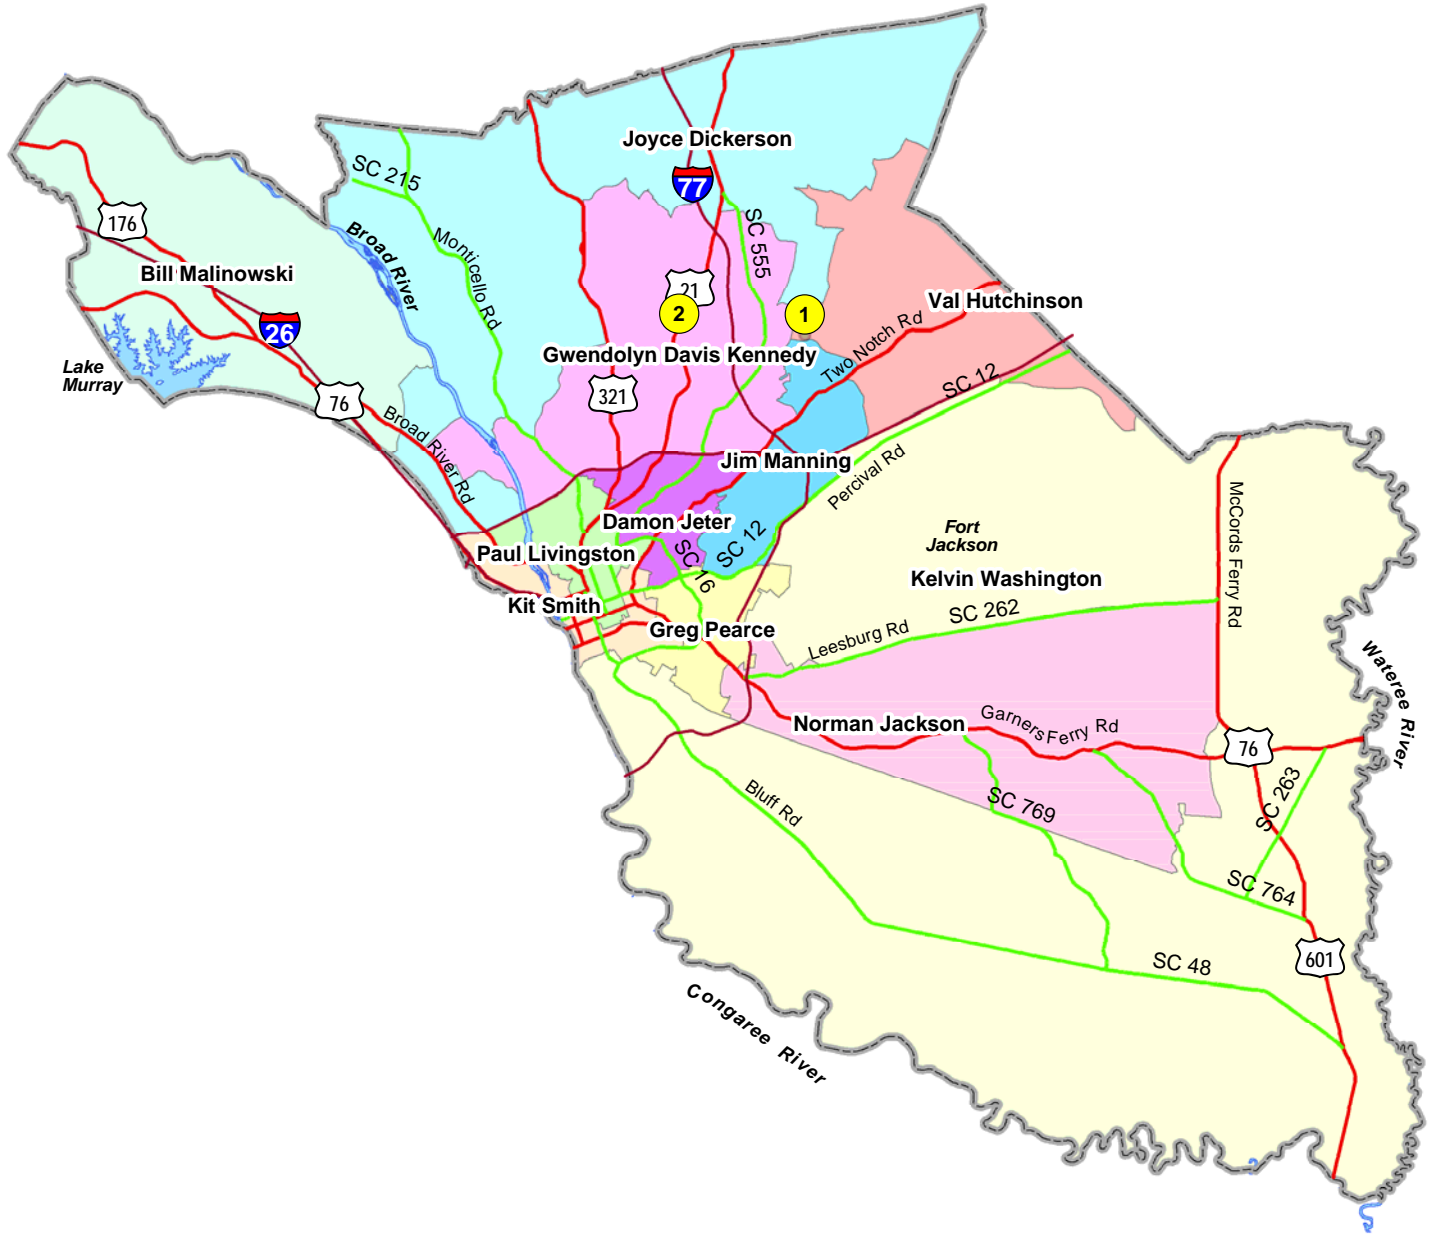 Joyce Dickerson
SC 215
77
176
Broad River
Monticello Rd
SC 555
Bill Malinowski
21
2
1
Val Hutchinson
26
Two Notch Rd
Gwendolyn Davis Kennedy
Lake
Murray
SC 12
76
321
Broad River Rd
Jim Manning
Percival Rd
McCords Ferry Rd
Damon Jeter
SC 12
Fort
Jackson
Paul Livingston
SC 16
Kelvin Washington
Kit Smith
SC 262
Greg Pearce
Leesburg Rd
Wateree River
Norman Jackson
Garners Ferry Rd
76
Bluff Rd
SC 769
SC 263
SC 764
SC 48
601
Congaree River